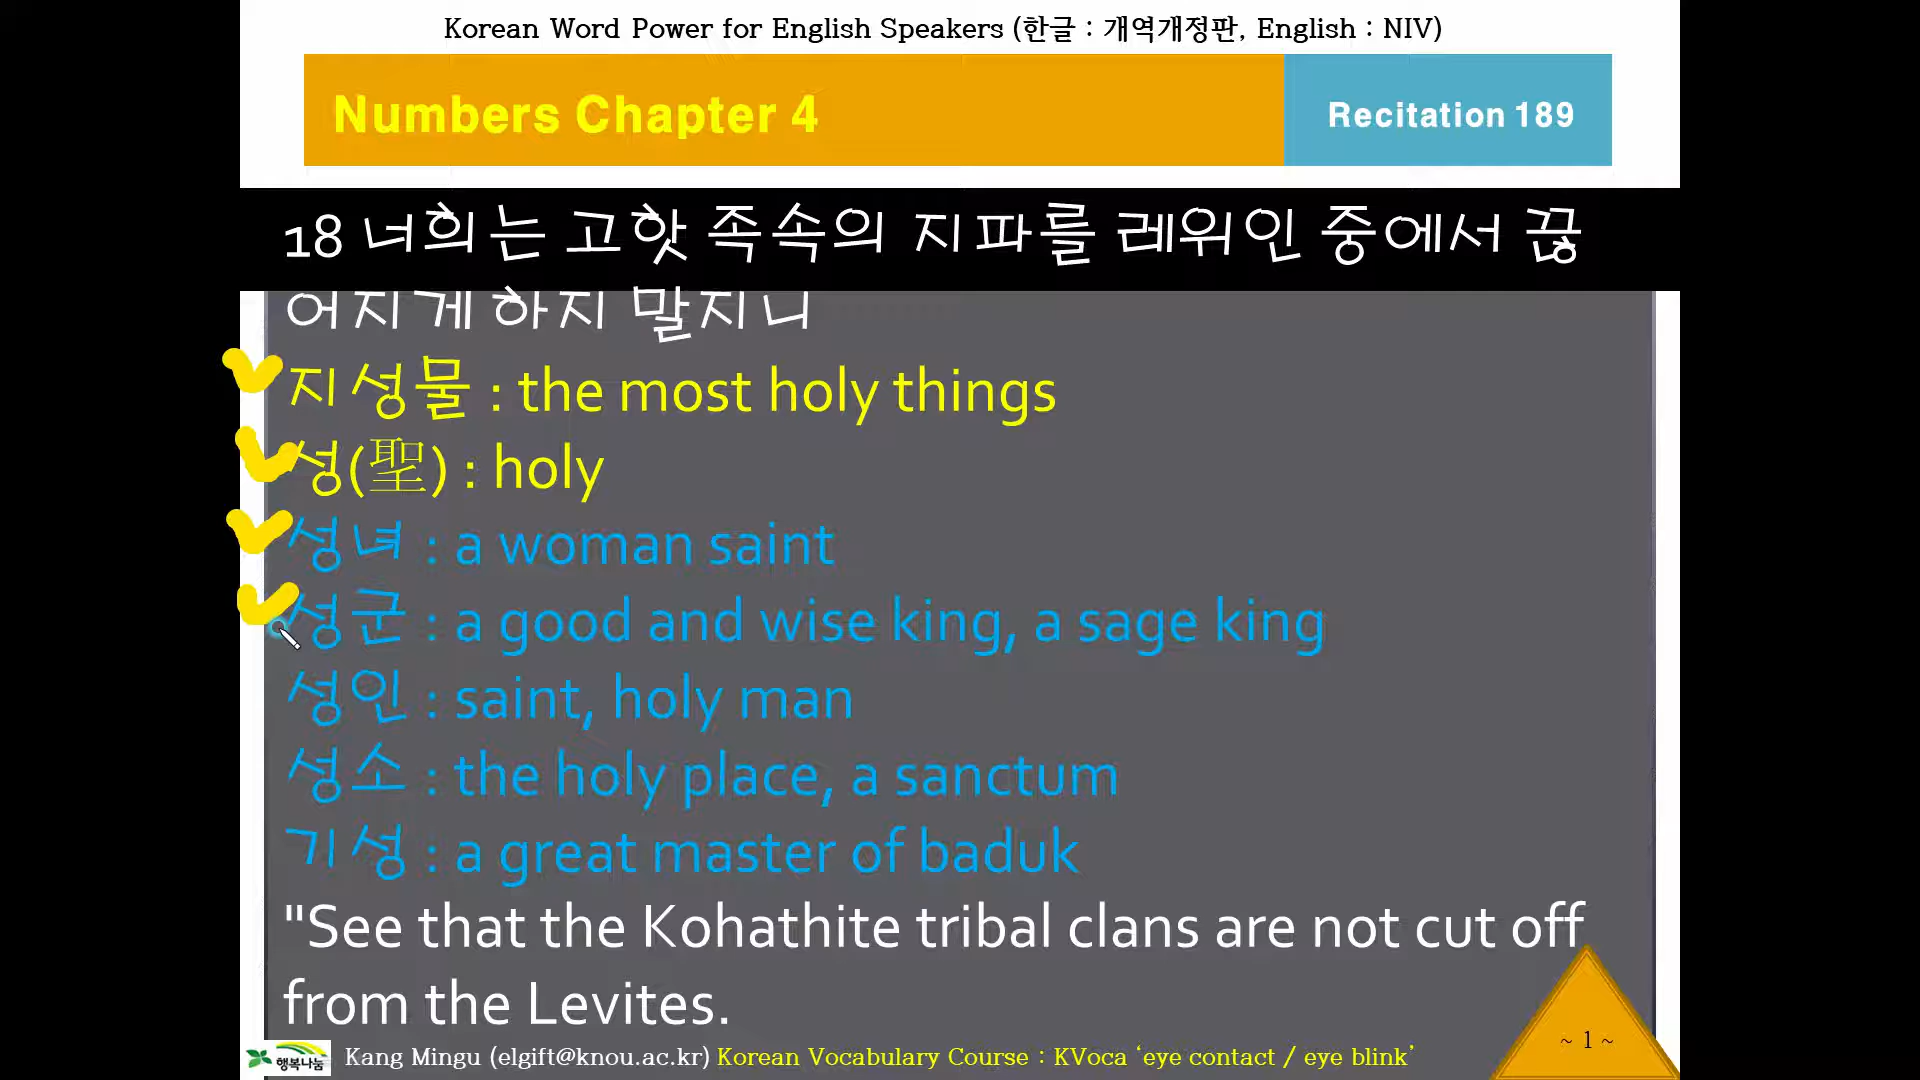 Korean Word Power for English Speakers (한글 : 개역개정판, English : NIV)
Numbers Chapter 4
Recitation 189
18 너희는 고핫 족속의 지파를 레위인 중에서 끊
어지게 하지 말지니
지성물 : the most holy things
성(聖) : holy
성녀 : a woman saint
성군 : a good and wise king, a sage king
성인 : saint, holy man
성소 : the holy place, a sanctum
기성 : a great master of baduk
"See that the Kohathite tribal clans are not cut off
from the Levites.
~ 1 ~
행복나눔 Kang Mingu (elgift@knou.ac.kr) Korean Vocabulary Course : KVoca ‘eye contact / eye blink’